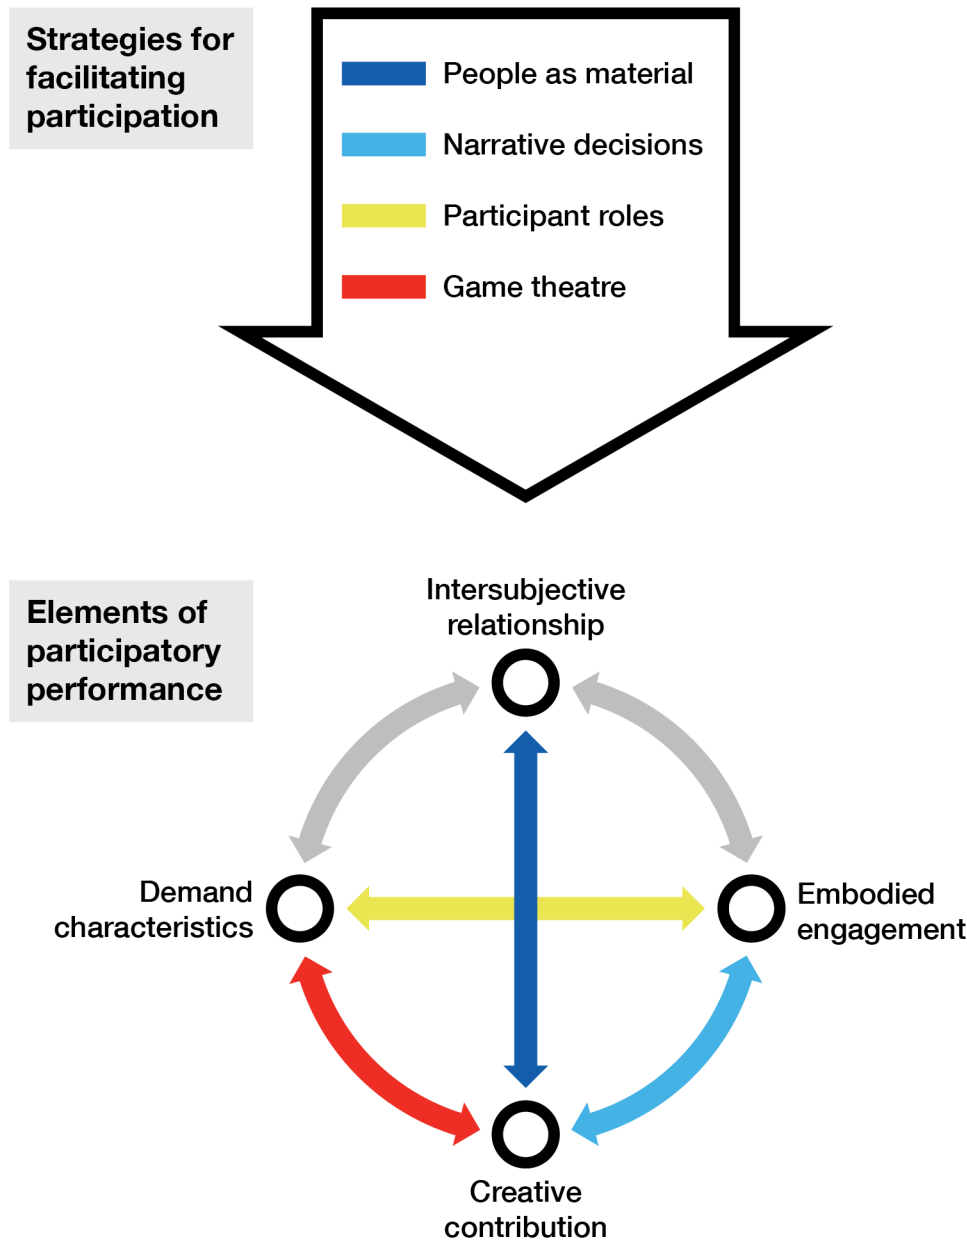 Strategies for
facilitating
participation
People as material
Narrative decisions
Participant roles
Game theatre
Elements of
participatory
performance
Intersubjective
relationship
Demand
characteristics
Embodied
engagement
Creative
contribution